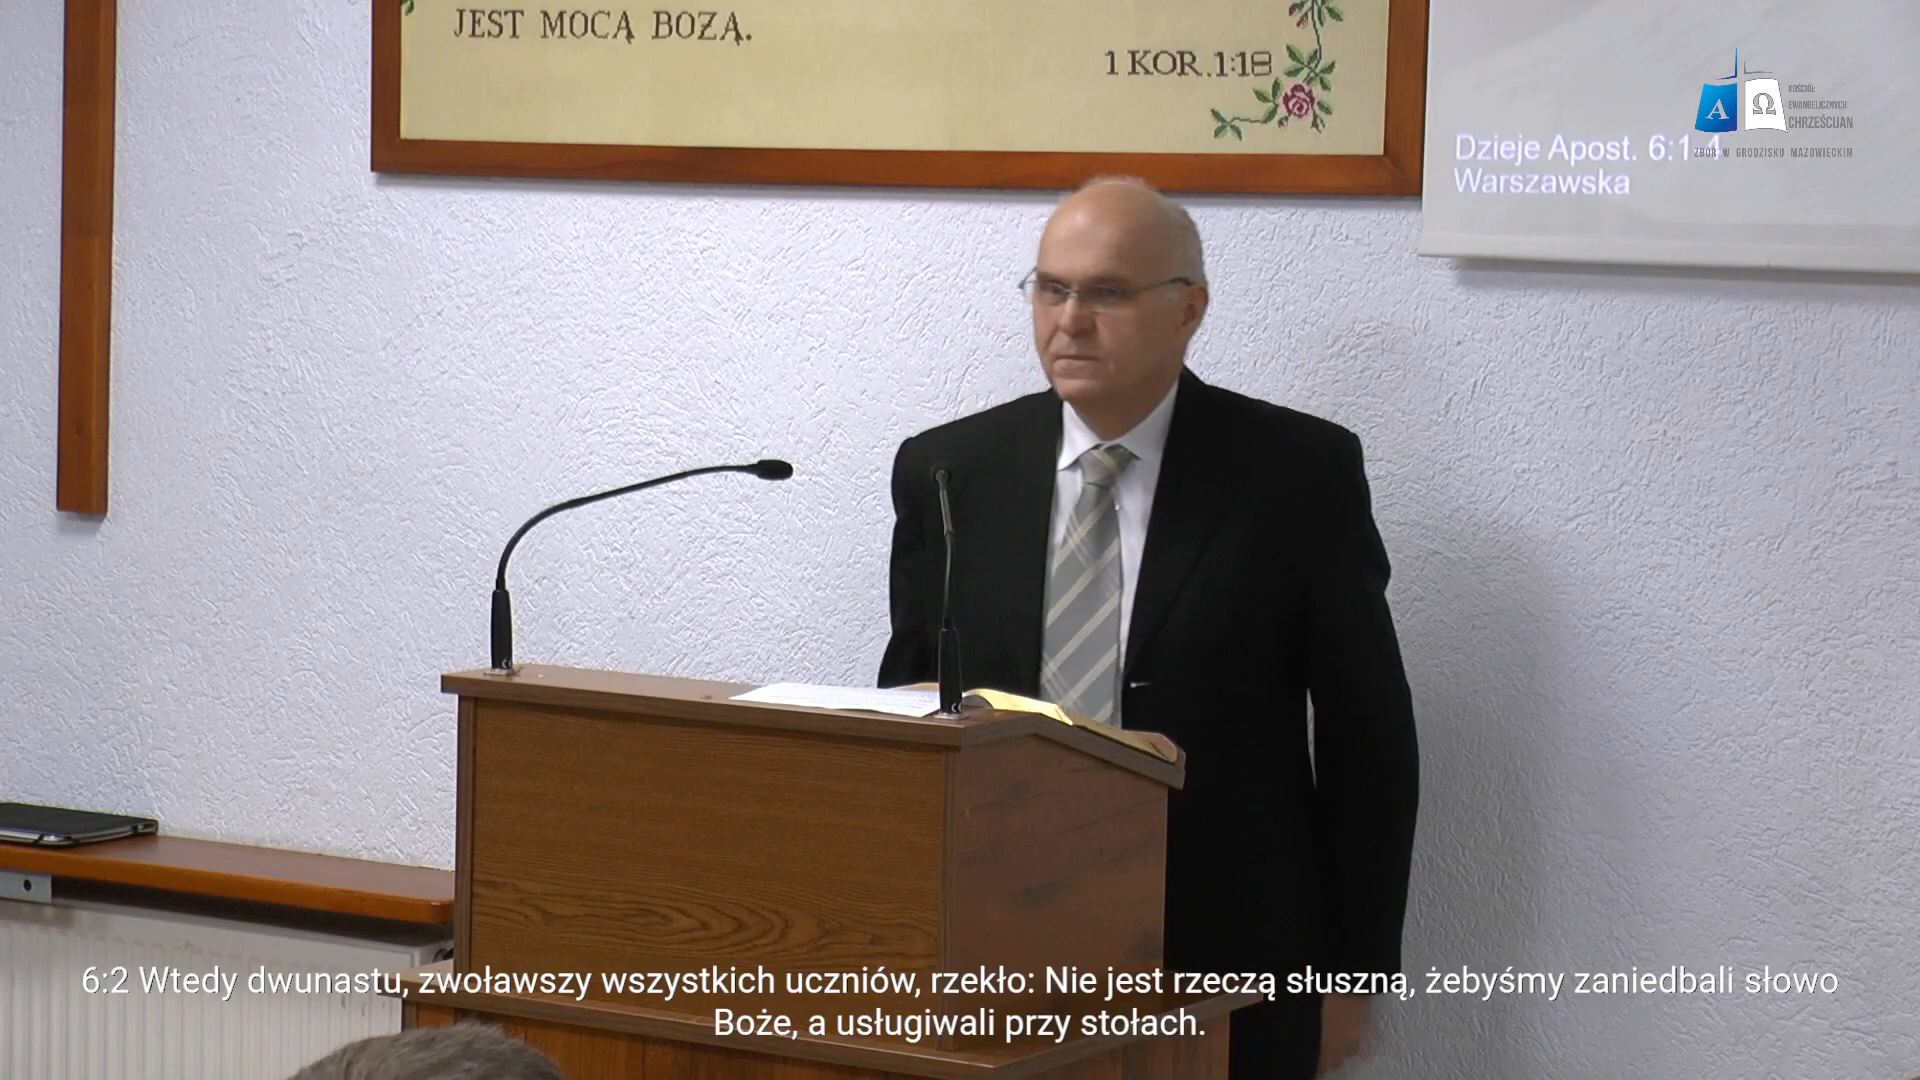 JEST MOCĄ BOŻĄ.
1 KOR. 1:18
A Ω
KOŚCIÓŁ
EWANGELICZNYCH
CHRZEŚCIJAN
ZBÓR W GRODZISKU MAZOWIECKIM
Dzieje Apost. 6:1-4
Warszawska
6:2 Wtedy dwunastu, zwoławszy wszystkich uczniów, rzekło: Nie jest rzeczą słuszną, żebyśmy zaniedbali słowo
Boże, a usługiwali przy stołach.